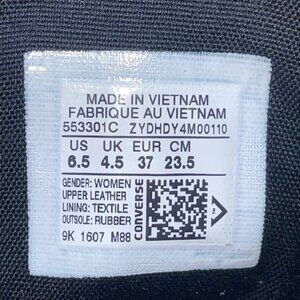 MADE IN VIETNAM
FABRIQUE AU VIETNAM
553301C ZYDHDY4M00110
US UK EUR CM
6.5 4.5 37 23.5
GENDER: WOMEN
UPPER LEATHER
LINING: TEXTILE
OUTSOLE: RUBBER
9K 1607 M88
CONVERSE